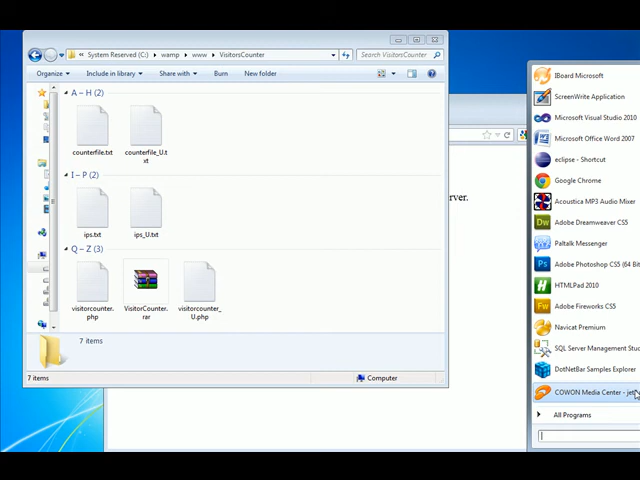 « System Reserved (C:) ▸ wamp ▸ www ▸ VisitorsCounter
Search VisitorsCounter
Organize ▾ Include in library ▾ Share with ▾ Burn New folder
A – H (2)
counterfile.txt
counterfile_U.t
xt
I – P (2)
ips.txt
ips_U.txt
Q – Z (3)
visitorcounter.
php
VisitorCounter.
rar
visitorcounter_
U.php
7 items
7 items
Computer
rver.
IBoard Microsoft
ScreenWrite Application
Microsoft Visual Studio 2010
Microsoft Office Word 2007
eclipse - Shortcut
Google Chrome
Acoustica MP3 Audio Mixer
Adobe Dreamweaver CS5
Paltalk Messenger
Adobe Photoshop CS5 (64 Bit
HTMLPad 2010
Adobe Fireworks CS5
Navicat Premium
SQL Server Management Stud
DotNetBar Samples Explorer
COWON Media Center - jet
All Programs